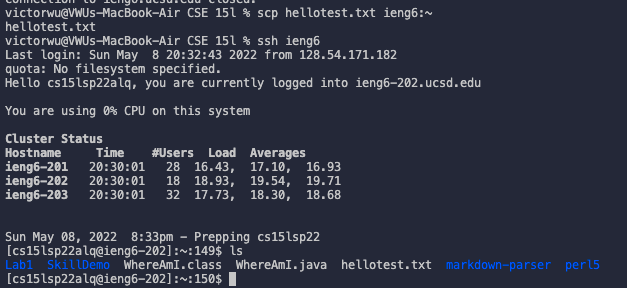 connection to ieng6.ucsd.edu closed.
victorwu@VWUs-MacBook-Air CSE 15l % scp hellotest.txt ieng6:~
hellotest.txt
victorwu@VWUs-MacBook-Air CSE 15l % ssh ieng6
Last login: Sun May  8 20:32:43 2022 from 128.54.171.182
quota: No filesystem specified.
Hello cs15lsp22alq, you are currently logged into ieng6-202.ucsd.edu
You are using 0% CPU on this system
Cluster Status
Hostname     Time    #Users  Load  Averages
ieng6-201   20:30:01   28  16.43,  17.10,  16.93
ieng6-202   20:30:01   18  18.93,  19.54,  19.71
ieng6-203   20:30:01   32  17.73,  18.30,  18.68
Sun May 08, 2022  8:33pm - Prepping cs15lsp22
[cs15lsp22alq@ieng6-202]:~:149$ ls
Lab1  SkillDemo  WhereAmI.class  WhereAmI.java  hellotest.txt  markdown-parser  perl5
[cs15lsp22alq@ieng6-202]:~:150$